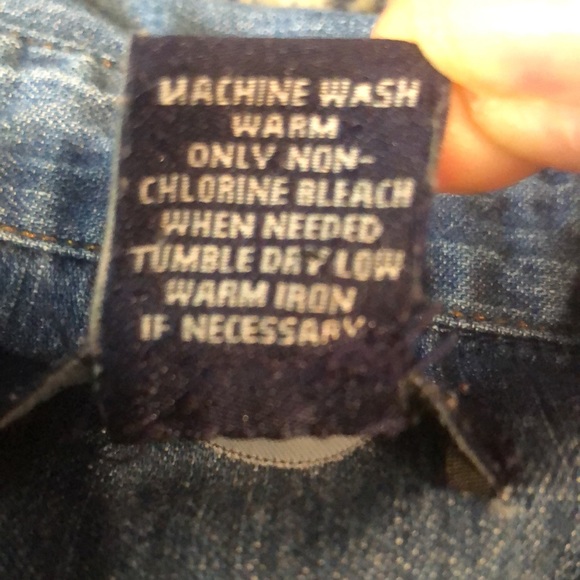 MACHINE WASH
WARM
ONLY NON-
CHLORINE BLEACH
WHEN NEEDED
TUMBLE DRY LOW
WARM IRON
IF NECESSARY